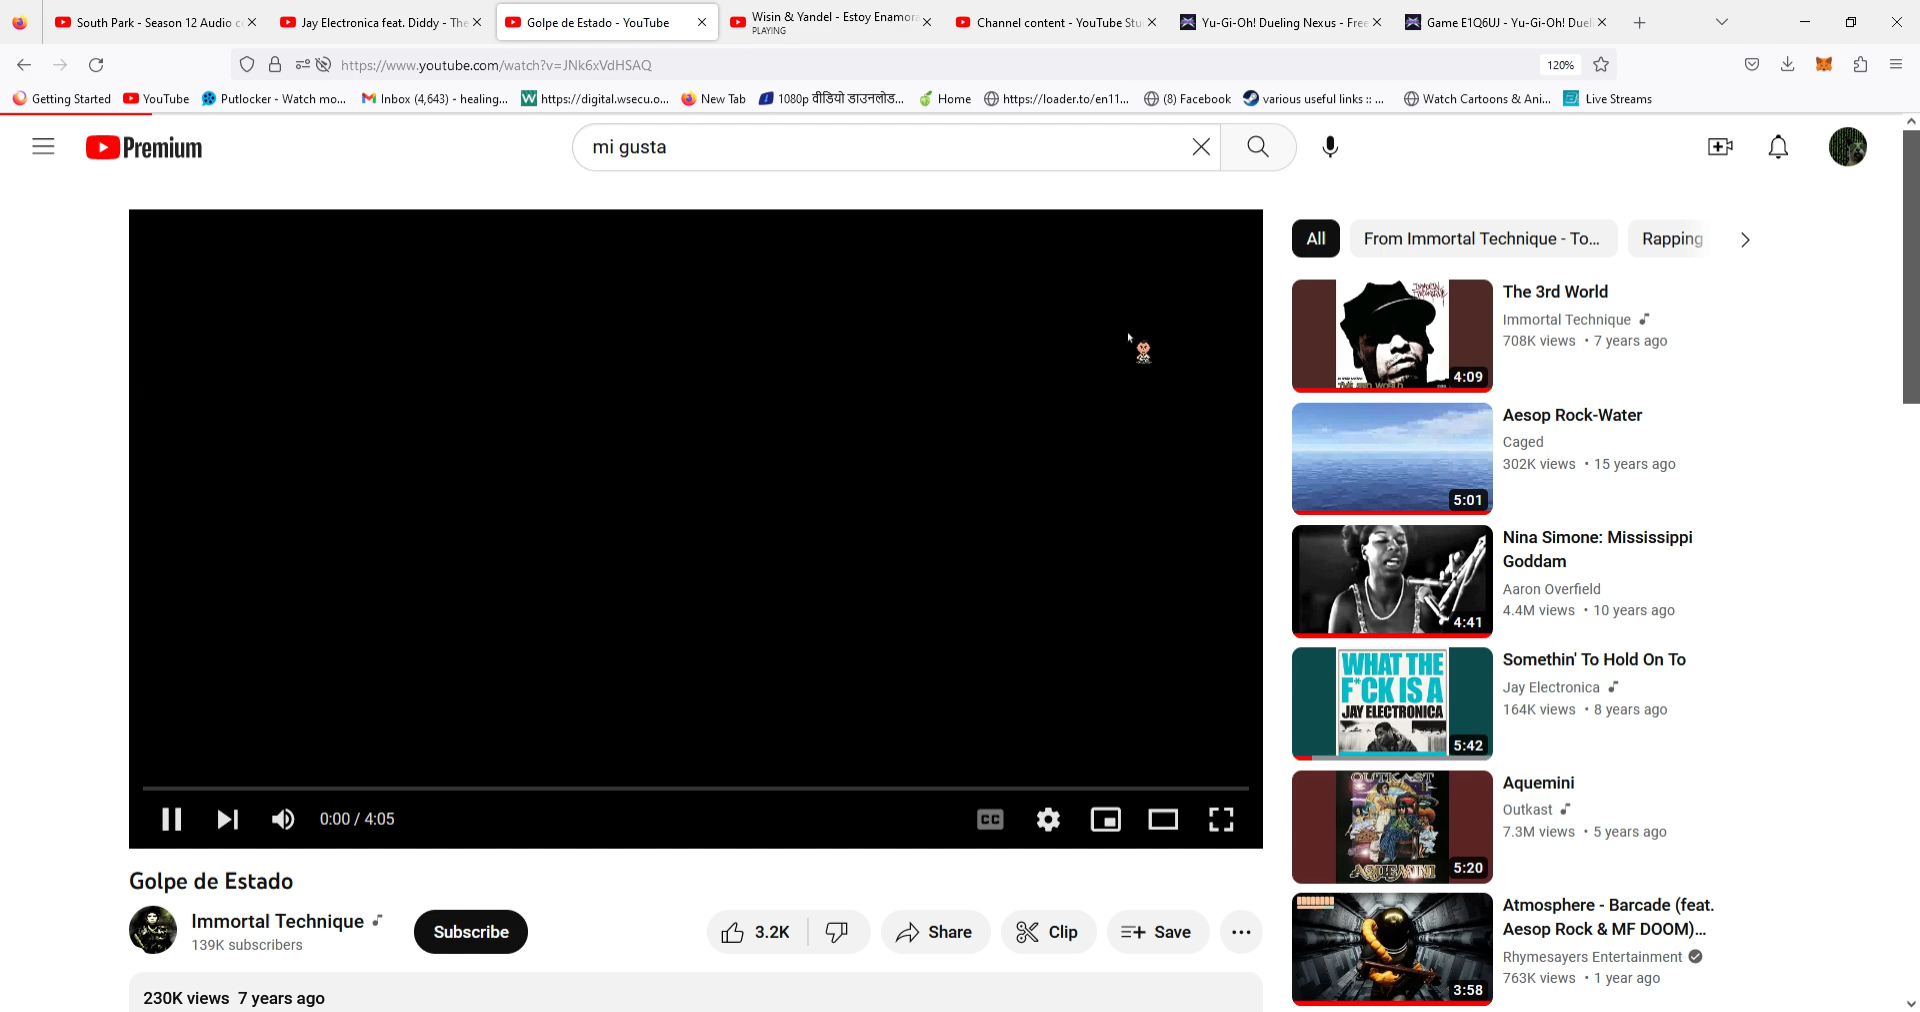 South Park - Season 12 Audio c
Jay Electronica feat. Diddy - The
Golpe de Estado - YouTube
Wisin & Yandel - Estoy Enamora
PLAYING
Channel content - YouTube Stu
Yu-Gi-Oh! Dueling Nexus - Free
Game E1Q6UJ - Yu-Gi-Oh! Duel
https://www.youtube.com/watch?v=JNk6xVdHSAQ
120%
Getting Started
YouTube
Putlocker - Watch mo...
Inbox (4,643) - healing...
https://digital.wsecu.o...
New Tab
1080p वीडियो डाउनलोड...
Home
https://loader.to/en11...
(8) Facebook
various useful links :: ...
Watch Cartoons & Ani...
Live Streams
Premium
mi gusta
All
From Immortal Technique - To...
Rapping
The 3rd World
Immortal Technique
708K views • 7 years ago
4:09
Aesop Rock-Water
Caged
302K views • 15 years ago
5:01
Nina Simone: Mississippi
Goddam
Aaron Overfield
4.4M views • 10 years ago
4:41
WHAT THE
F*CK IS A
JAY ELECTRONICA
5:42
Somethin' To Hold On To
Jay Electronica
164K views • 8 years ago
OUTKAST
AQUEMINI
5:20
Aquemini
Outkast
7.3M views • 5 years ago
Atmosphere - Barcade (feat.
Aesop Rock & MF DOOM)...
Rhymesayers Entertainment
763K views • 1 year ago
3:58
0:00 / 4:05
CC
Golpe de Estado
Immortal Technique
139K subscribers
Subscribe
3.2K
Share
Clip
Save
230K views 7 years ago